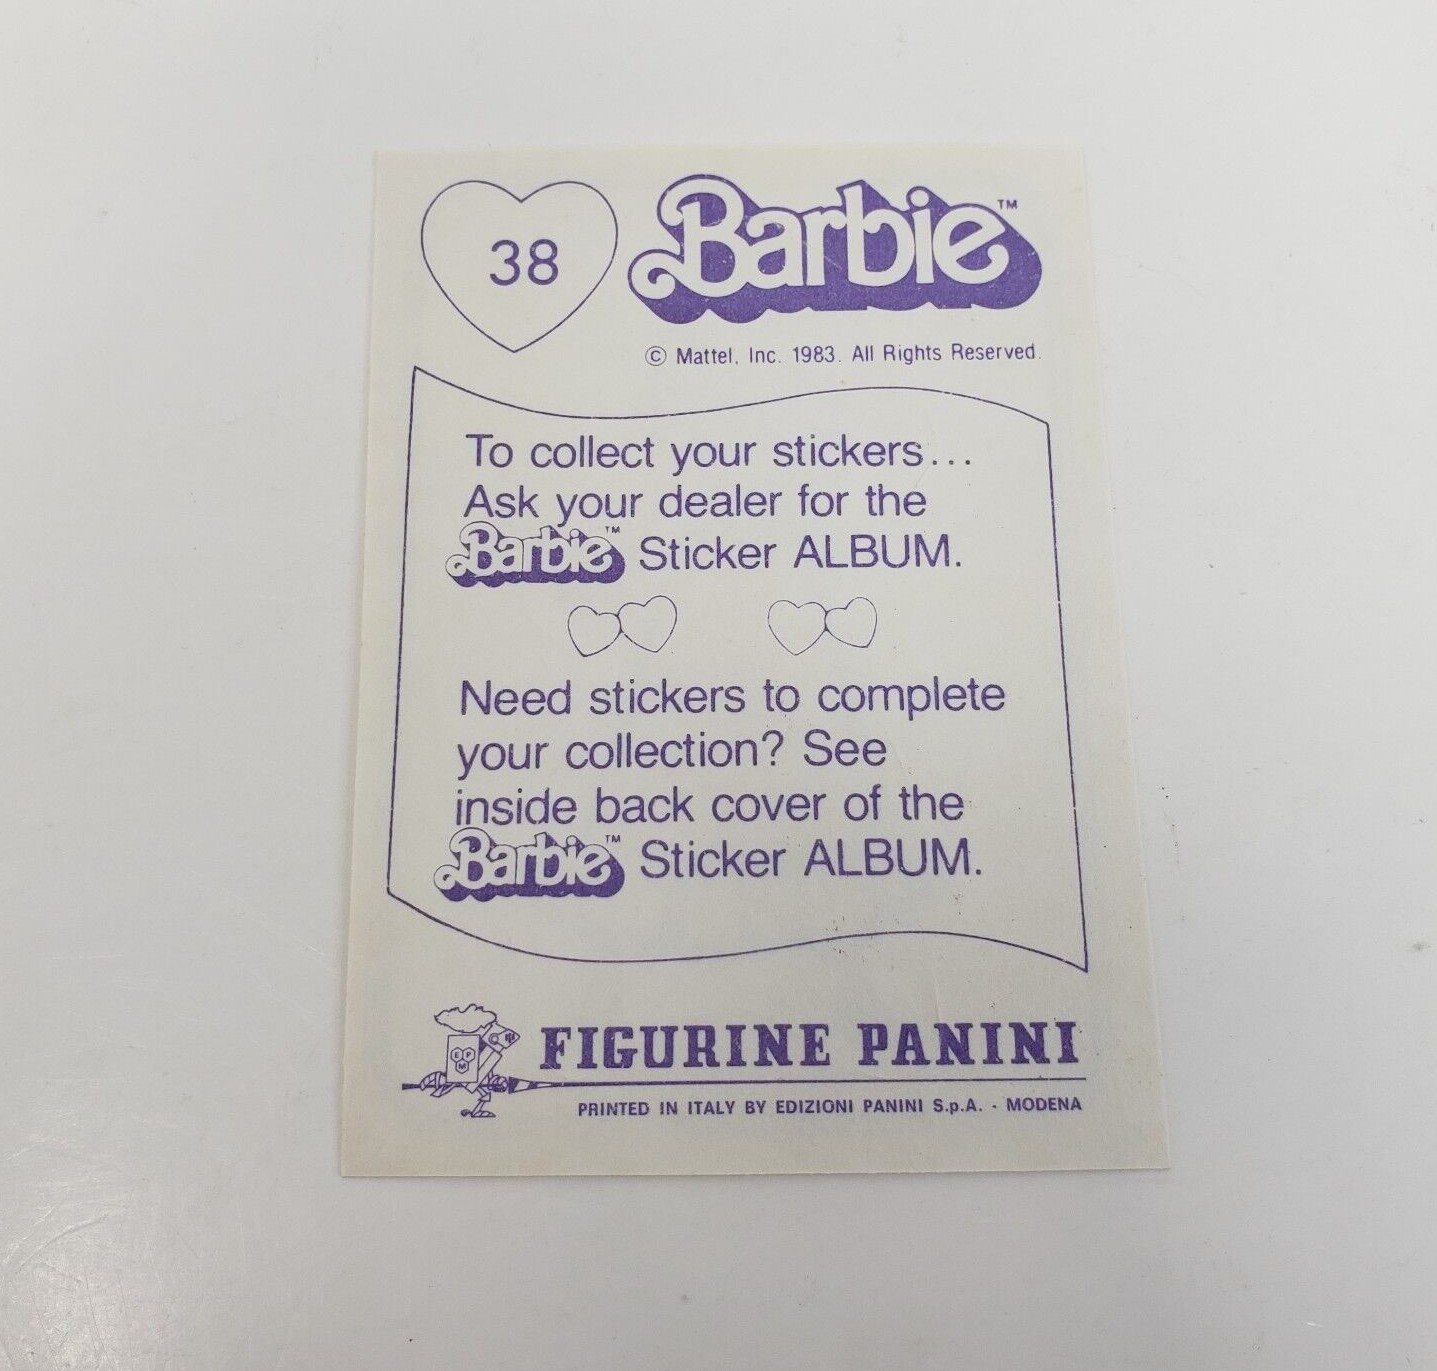 38
Barbie™
© Mattel, Inc. 1983. All Rights Reserved.
To collect your stickers...
Ask your dealer for the
Barbie™ Sticker ALBUM.
Need stickers to complete
your collection? See
inside back cover of the
Barbie™ Sticker ALBUM.
EPM
FIGURINE PANINI
PRINTED IN ITALY BY EDIZIONI PANINI S.p.A. - MODENA